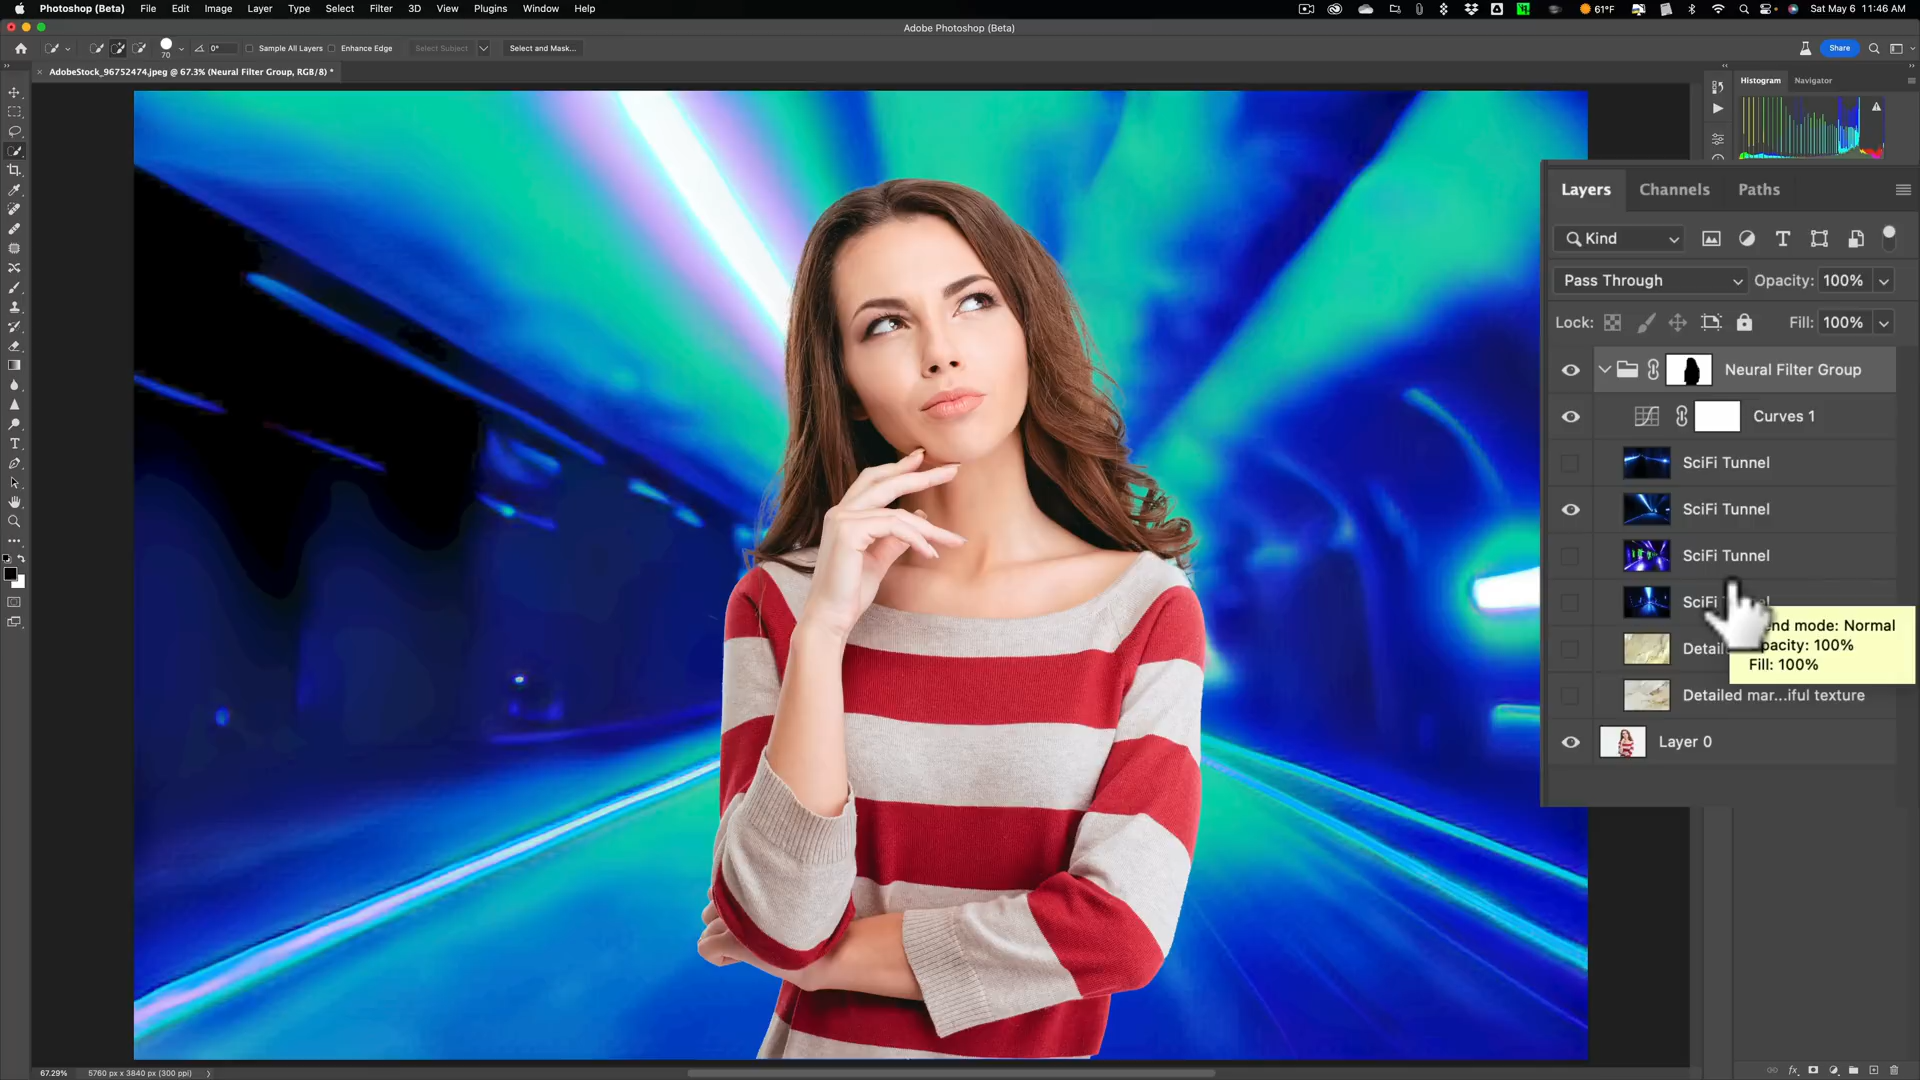 Photoshop (Beta) File Edit Image Layer Type Select Filter 3D View Plugins Window Help 61°F Sat May 6 11:46 AM
Adobe Photoshop (Beta)
70 0° Sample All Layers Enhance Edge Select Subject Select and Mask... Share
AdobeStock_96752474.jpeg @ 67.3% (Neural Filter Group, RGB/8) *
Histogram Navigator
Layers Channels Paths
Kind
Pass Through Opacity: 100%
Lock: Fill: 100%
Neural Filter Group
Curves 1
SciFi Tunnel
SciFi Tunnel
SciFi Tunnel
SciFi
end mode: Normal
Detail
pacity: 100%
Fill: 100%
Detailed mar...iful texture
Layer 0
67.29% 5760 px x 3840 px (300 ppi)